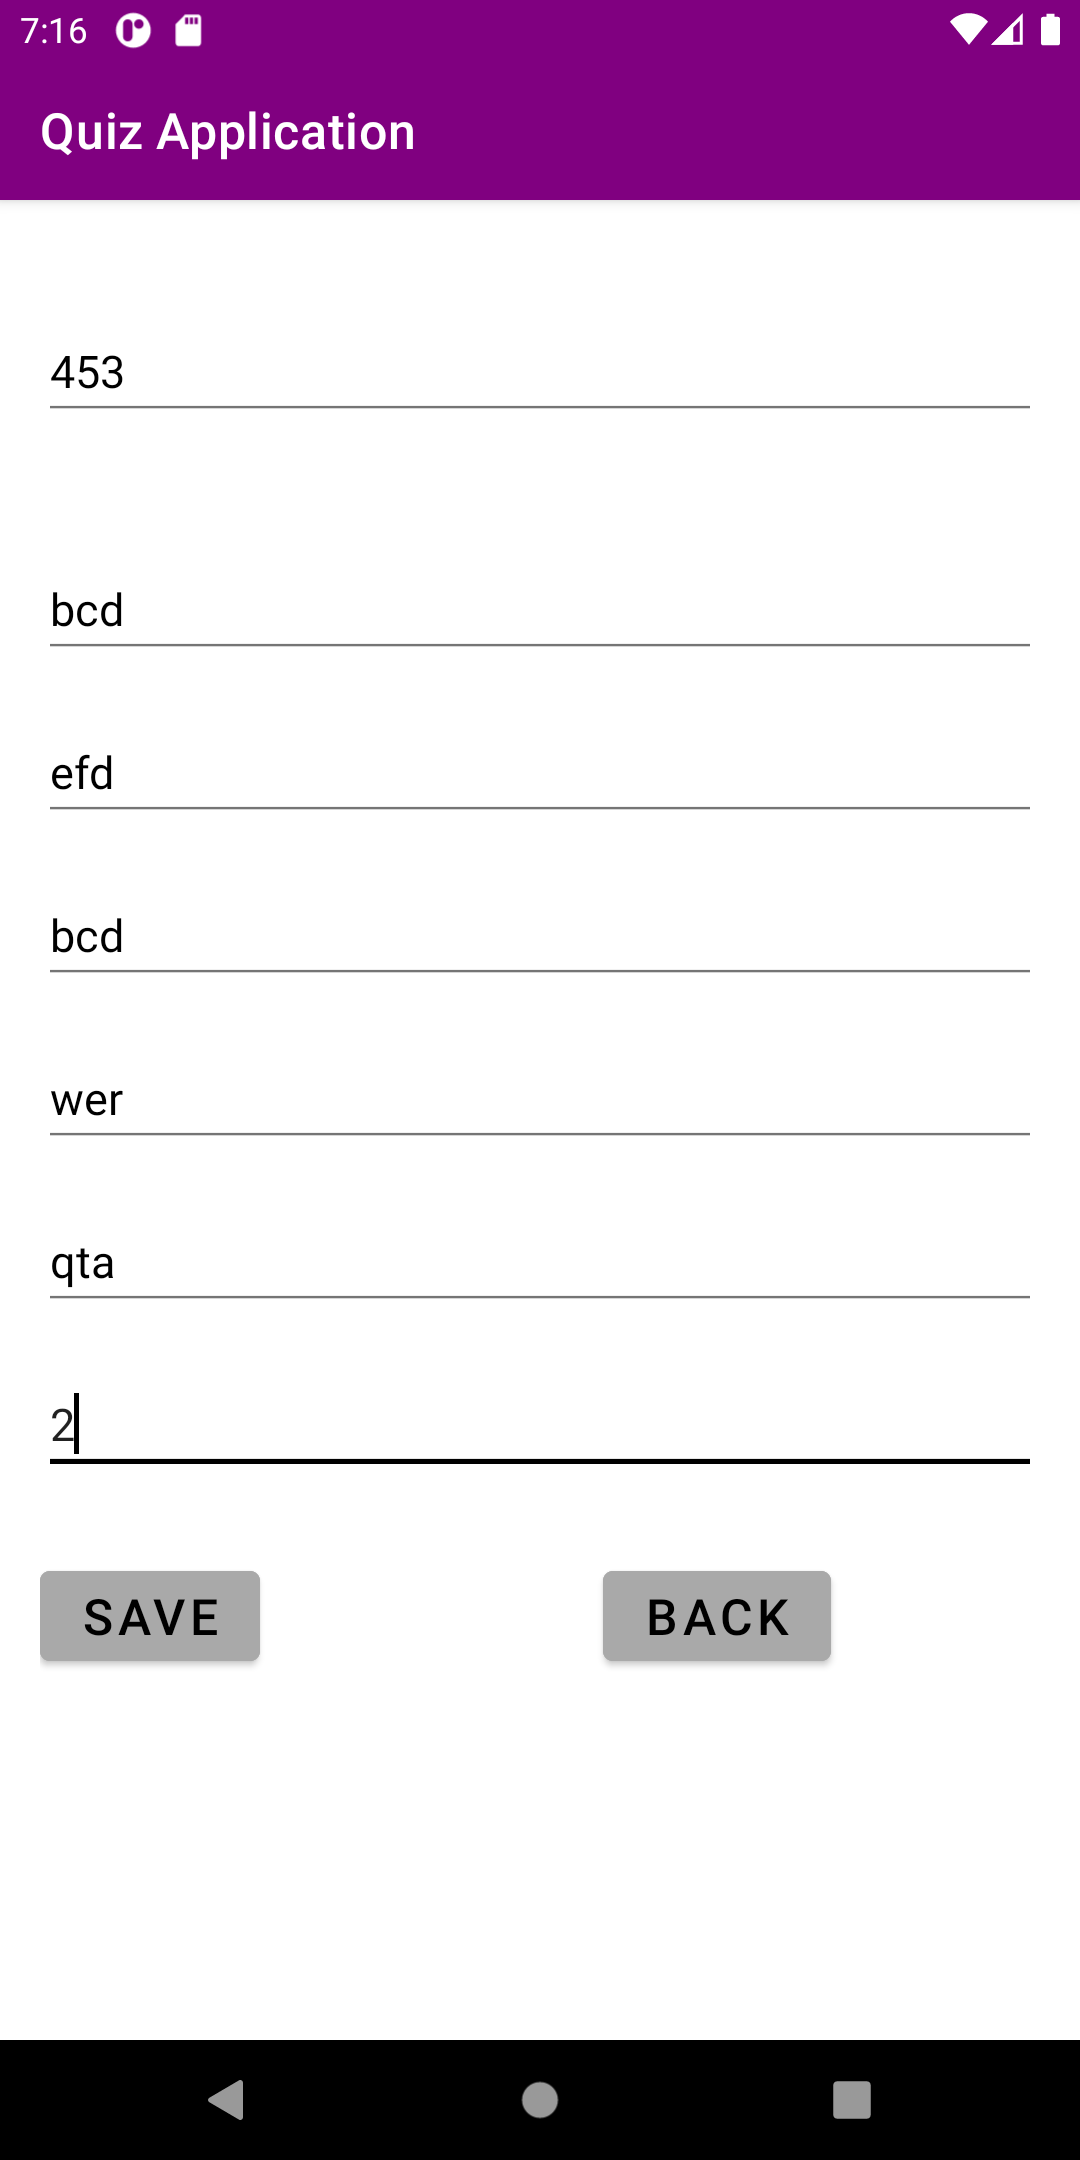 7:16
Quiz Application
453
bcd
efd
bcd
wer
qta
2
SAVE BACK